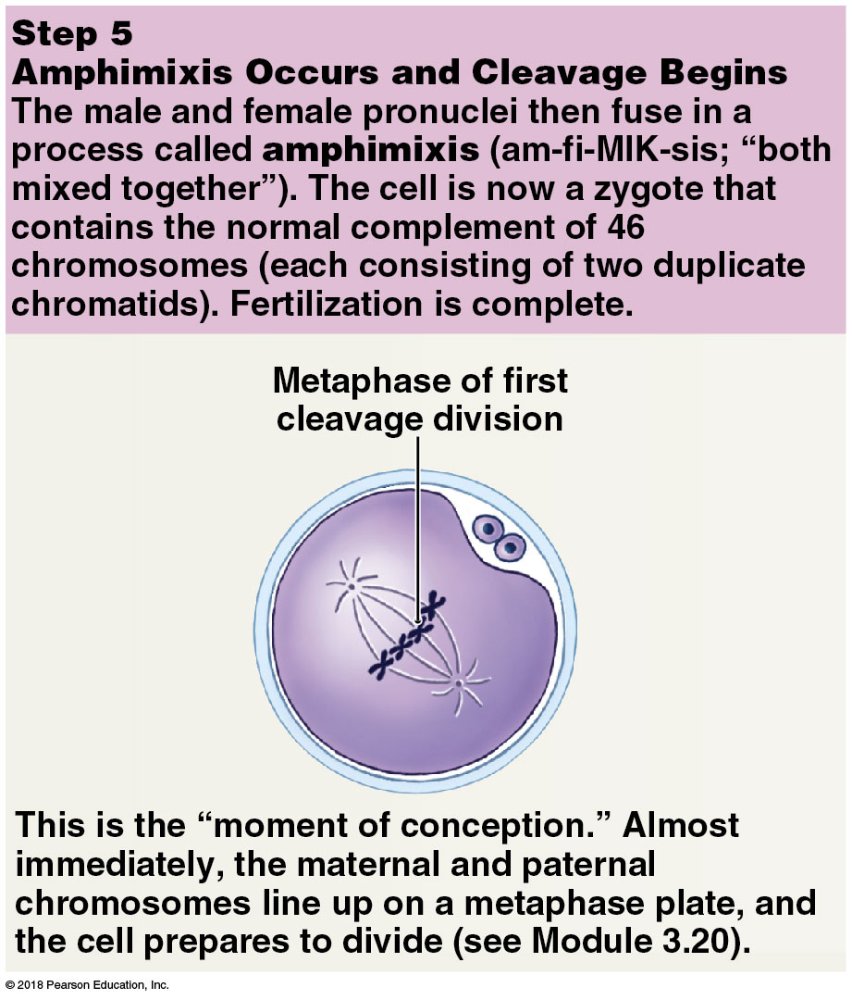 Step 5
Amphimixis Occurs and Cleavage Begins
The male and female pronuclei then fuse in a
process called amphimixis (am-fi-MIK-sis; “both
mixed together”). The cell is now a zygote that
contains the normal complement of 46
chromosomes (each consisting of two duplicate
chromatids). Fertilization is complete.
Metaphase of first
cleavage division
This is the “moment of conception.” Almost
immediately, the maternal and paternal
chromosomes line up on a metaphase plate, and
the cell prepares to divide (see Module 3.20).
© 2018 Pearson Education, Inc.